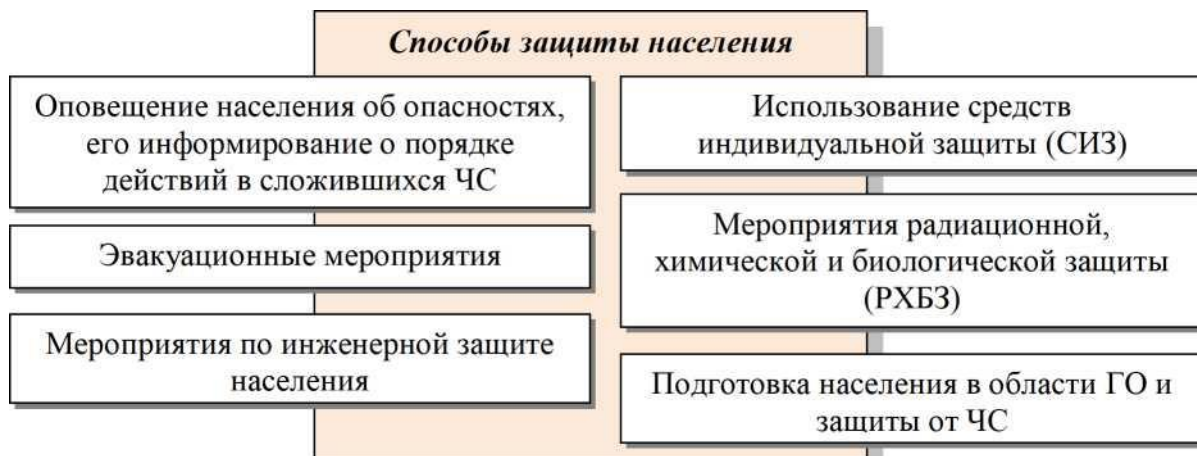 Способы защиты населения
Оповещение населения об опасностях,
его информирование о порядке
действий в сложившихся ЧС
Эвакуационные мероприятия
Мероприятия по инженерной защите
населения
Использование средств
индивидуальной защиты (СИЗ)
Мероприятия радиационной,
химической и биологической защиты
(РХБЗ)
Подготовка населения в области ГО и
защиты от ЧС